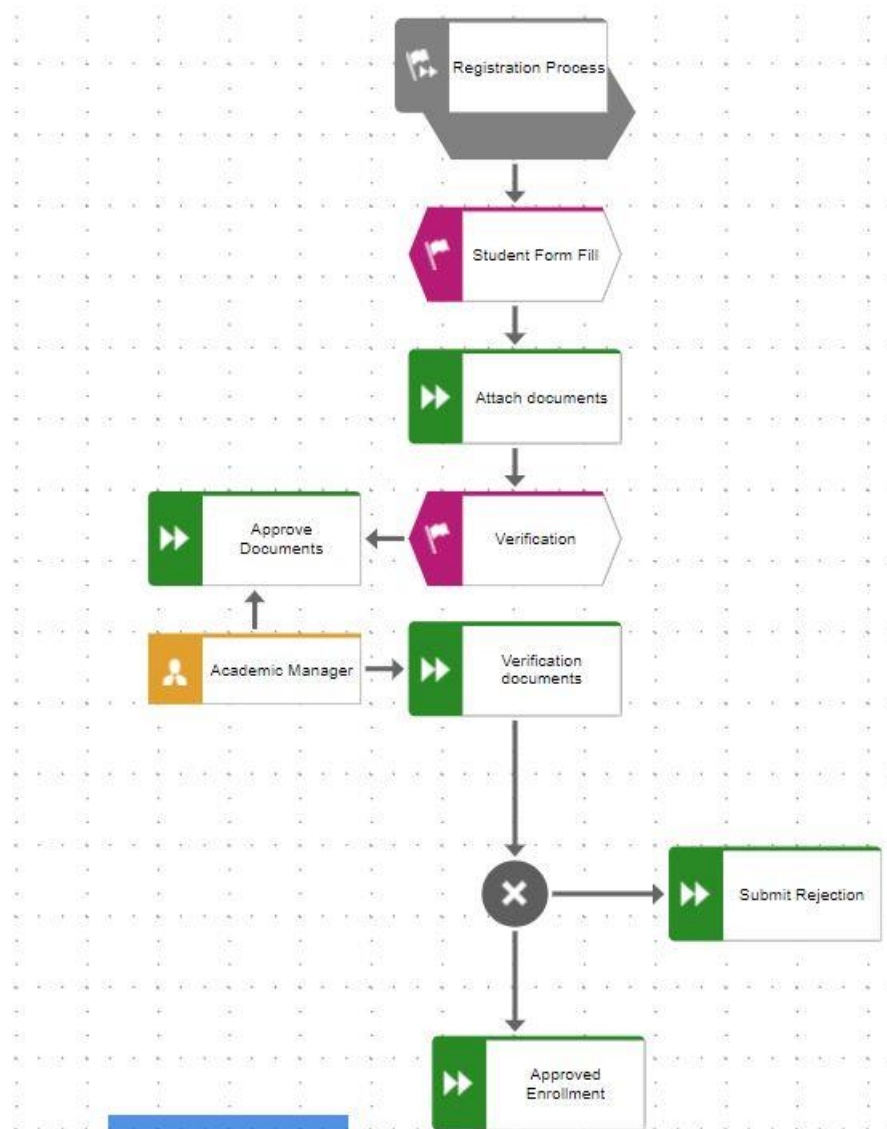 Registration Process
Student Form Fill
Attach documents
Approve
Documents
Verification
Academic Manager
Verification
documents
Submit Rejection
Approved
Enrollment